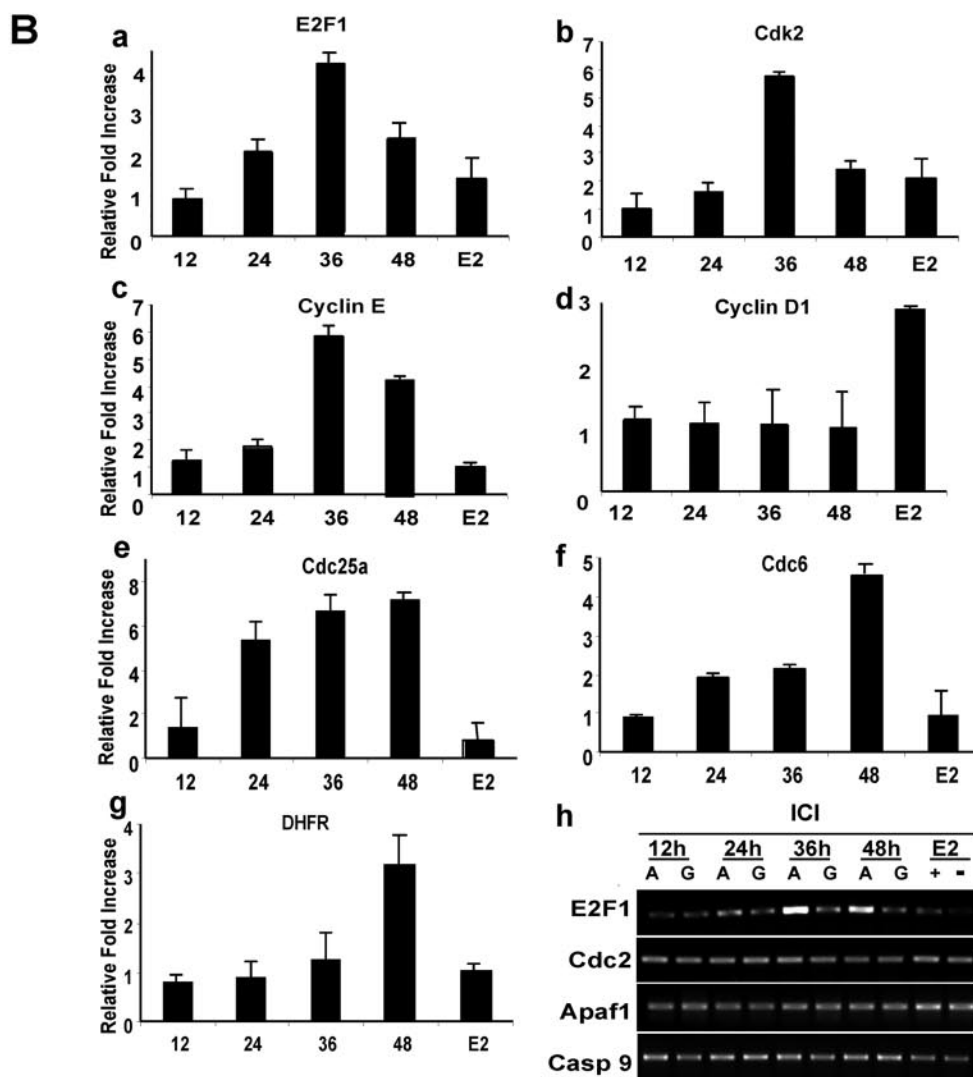 B
a
E2F1
Relative Fold Increase
4
3
2
1
0
12 24 36 48 E2
b
Cdk2
7
6
5
4
3
2
1
0
12 24 36 48 E2
c
Cyclin E
Relative Fold Increase
7
6
5
4
3
2
1
0
12 24 36 48 E2
d
Cyclin D1
3
2
1
0
12 24 36 48 E2
e
Cdc25a
Relative Fold Increase
8
6
4
2
0
12 24 36 48 E2
f
Cdc6
5
4
3
2
1
0
12 24 36 48 E2
g
DHFR
Relative Fold Increase
4
3
2
1
0
12 24 36 48 E2
h
ICI
12h 24h 36h 48h E2
A G A G A G A G + -
E2F1
Cdc2
Apaf1
Casp 9